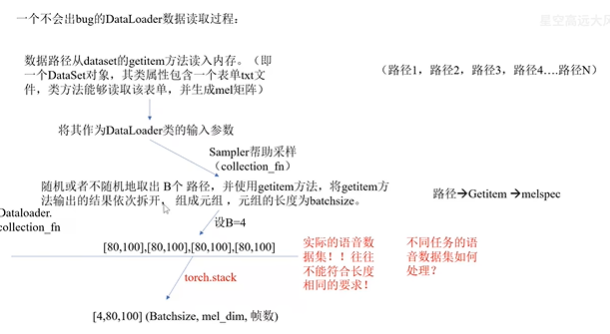 一个不会出bug的DataLoader数据读取过程：
星空高远大风
数据路径从dataset的getitem方法读入内存。（即
一个DataSet对象，其类属性包含一个表单txt文
件，类方法能够读取该表单，并生成mel矩阵）
（路径1，路径2，路径3，路径4….路径N）
将其作为DataLoader类的输入参数
Sampler帮助采样
（collection_fn）
随机或者不随机地取出 B个 路径，并使用getitem方法，将getitem方
法输出的结果依次拆开， 组成元组 ，元组的长度为batchsize。
路径→Getitem →melspec
Dataloader.
collection_fn
设B=4
[80,100],[80,100],[80,100],[80,100]
实际的语音数
据集！！往往
不能符合长度
相同的要求！
不同任务的语
音数据集如何
处理？
torch.stack
[4,80,100] (Batchsize, mel_dim, 帧数)